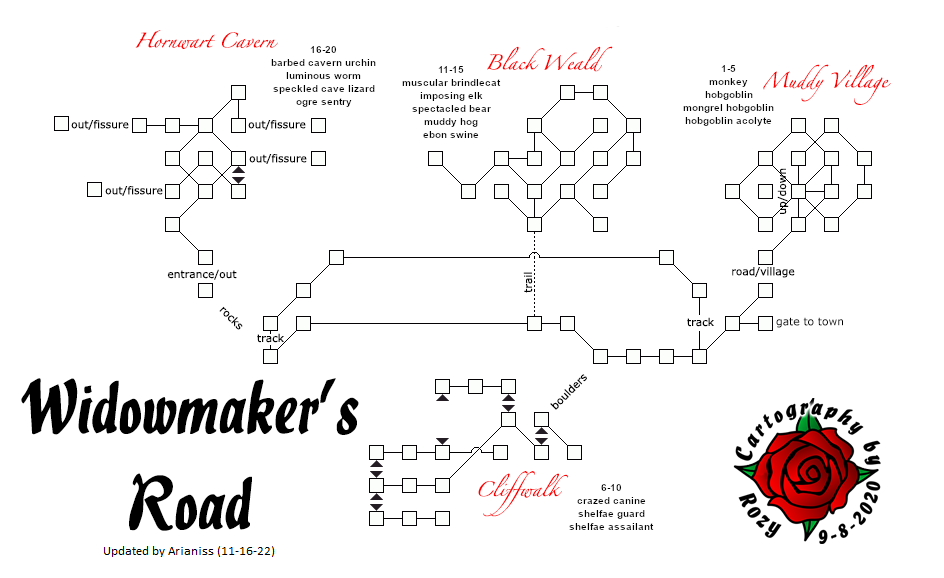 Hornwart Cavern
16-20
barbed cavern urchin
luminous worm
speckled cave lizard
ogre sentry
Black Weald
11-15
muscular brindlecat
imposing elk
spectacled bear
muddy hog
ebon swine
Muddy Village
1-5
monkey
hobgoblin
mongrel hobgoblin
hobgoblin acolyte
out/fissure
out/fissure
out/fissure
out/fissure
up/down
entrance/out
road/village
trail
rocks
track
track
gate to town
boulders
Widowmaker's
Road
Updated by Arianiss (11-16-22)
Cliffwalk
6-10
crazed canine
shelfae guard
shelfae assailant
Cartography by
Rozy 9-8-2020